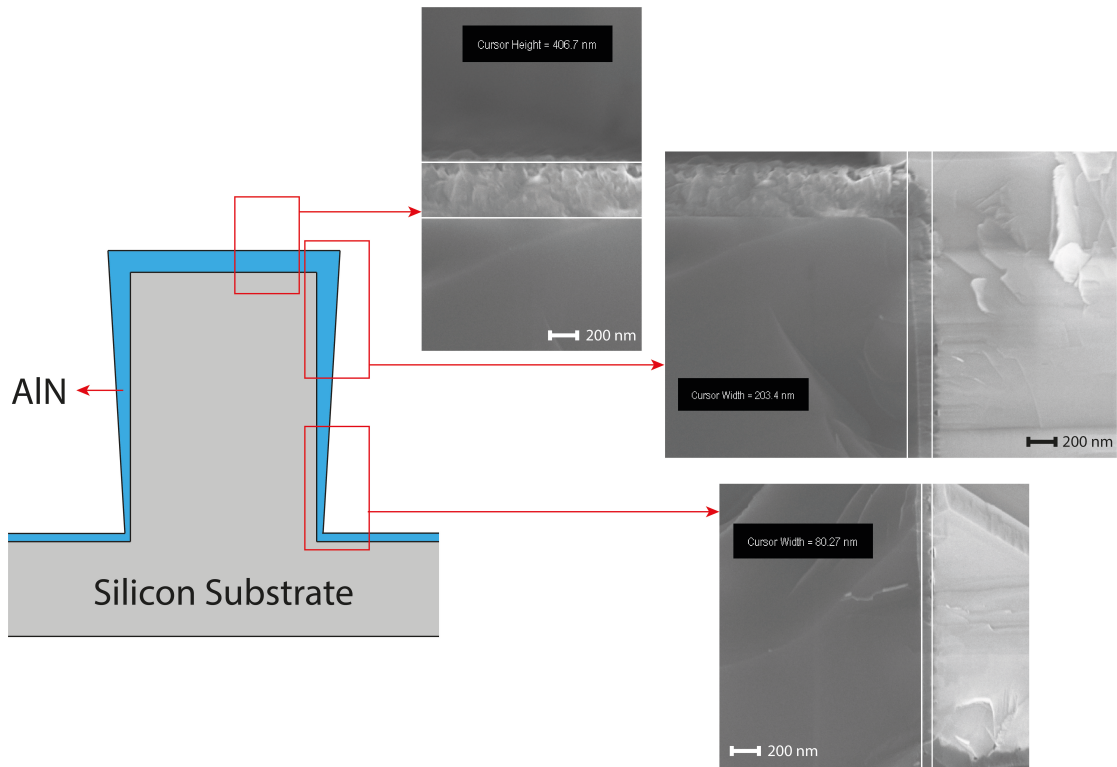 Cursor Height = 406.7 nm
200 nm
AlN
Cursor Width = 203.4 nm
200 nm
Cursor Width = 80.27 nm
Silicon Substrate
200 nm